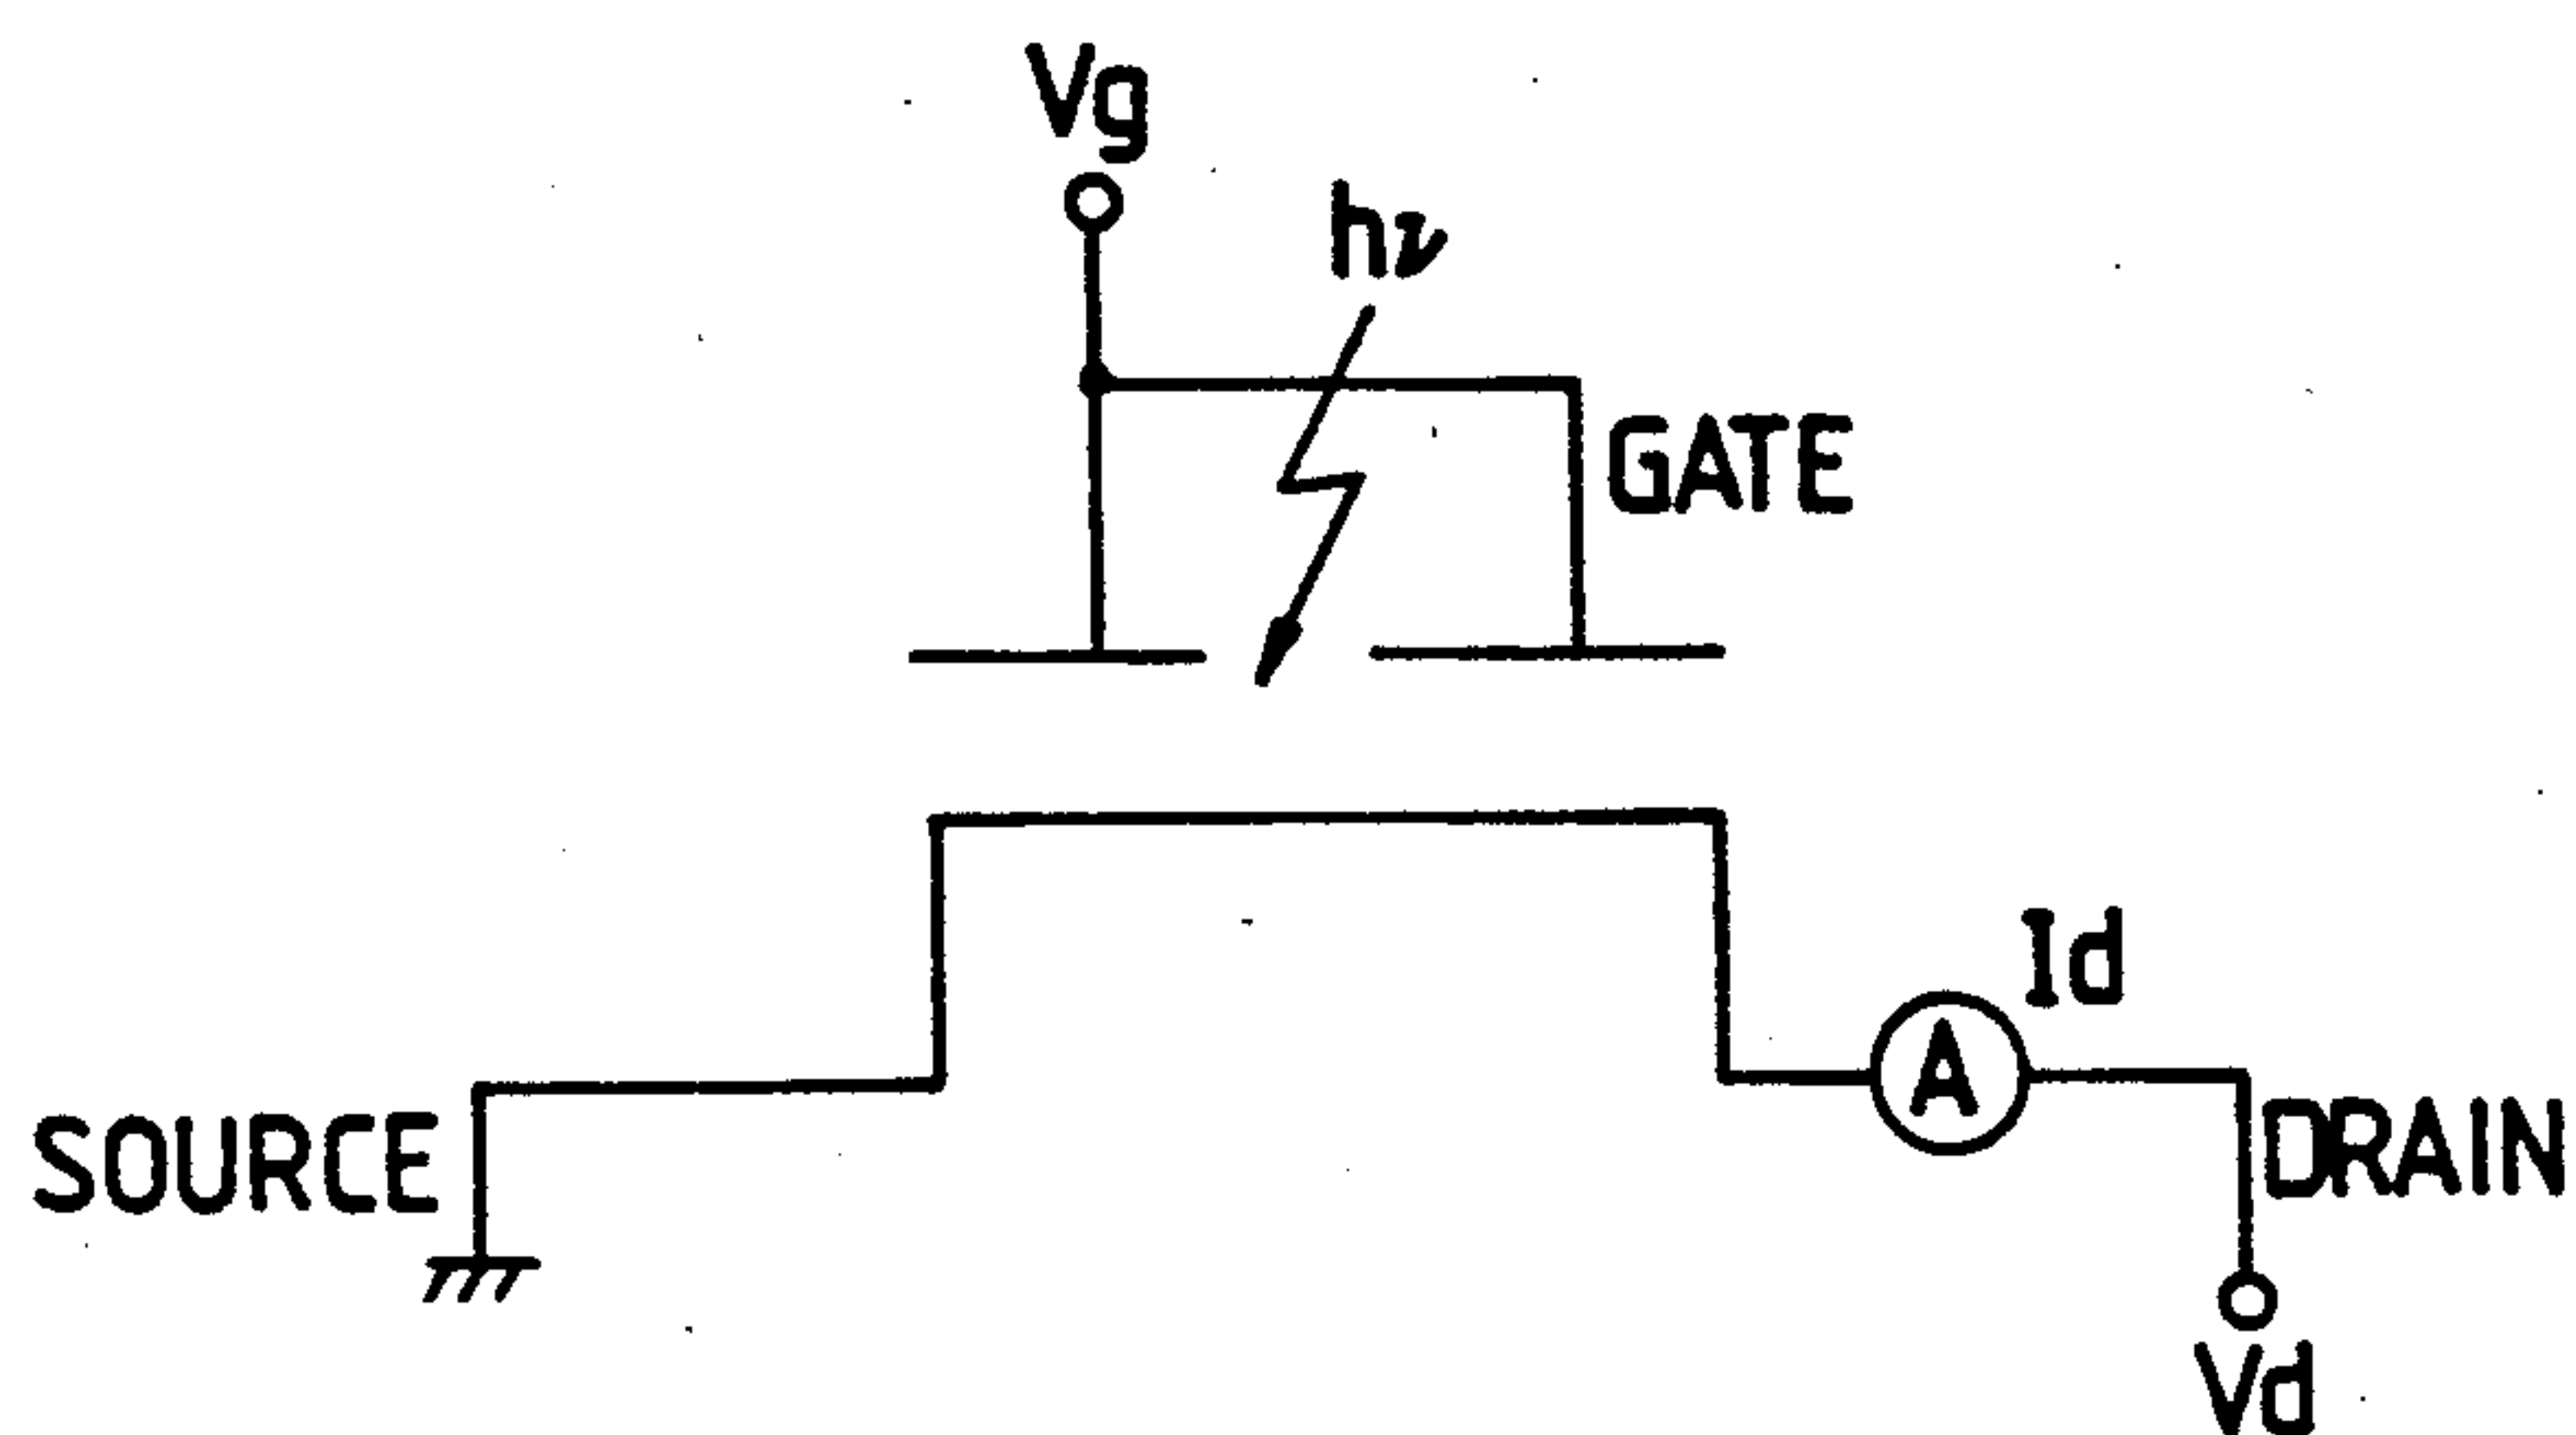 Vg
hν
GATE
Id
A
SOURCE
DRAIN
Vd